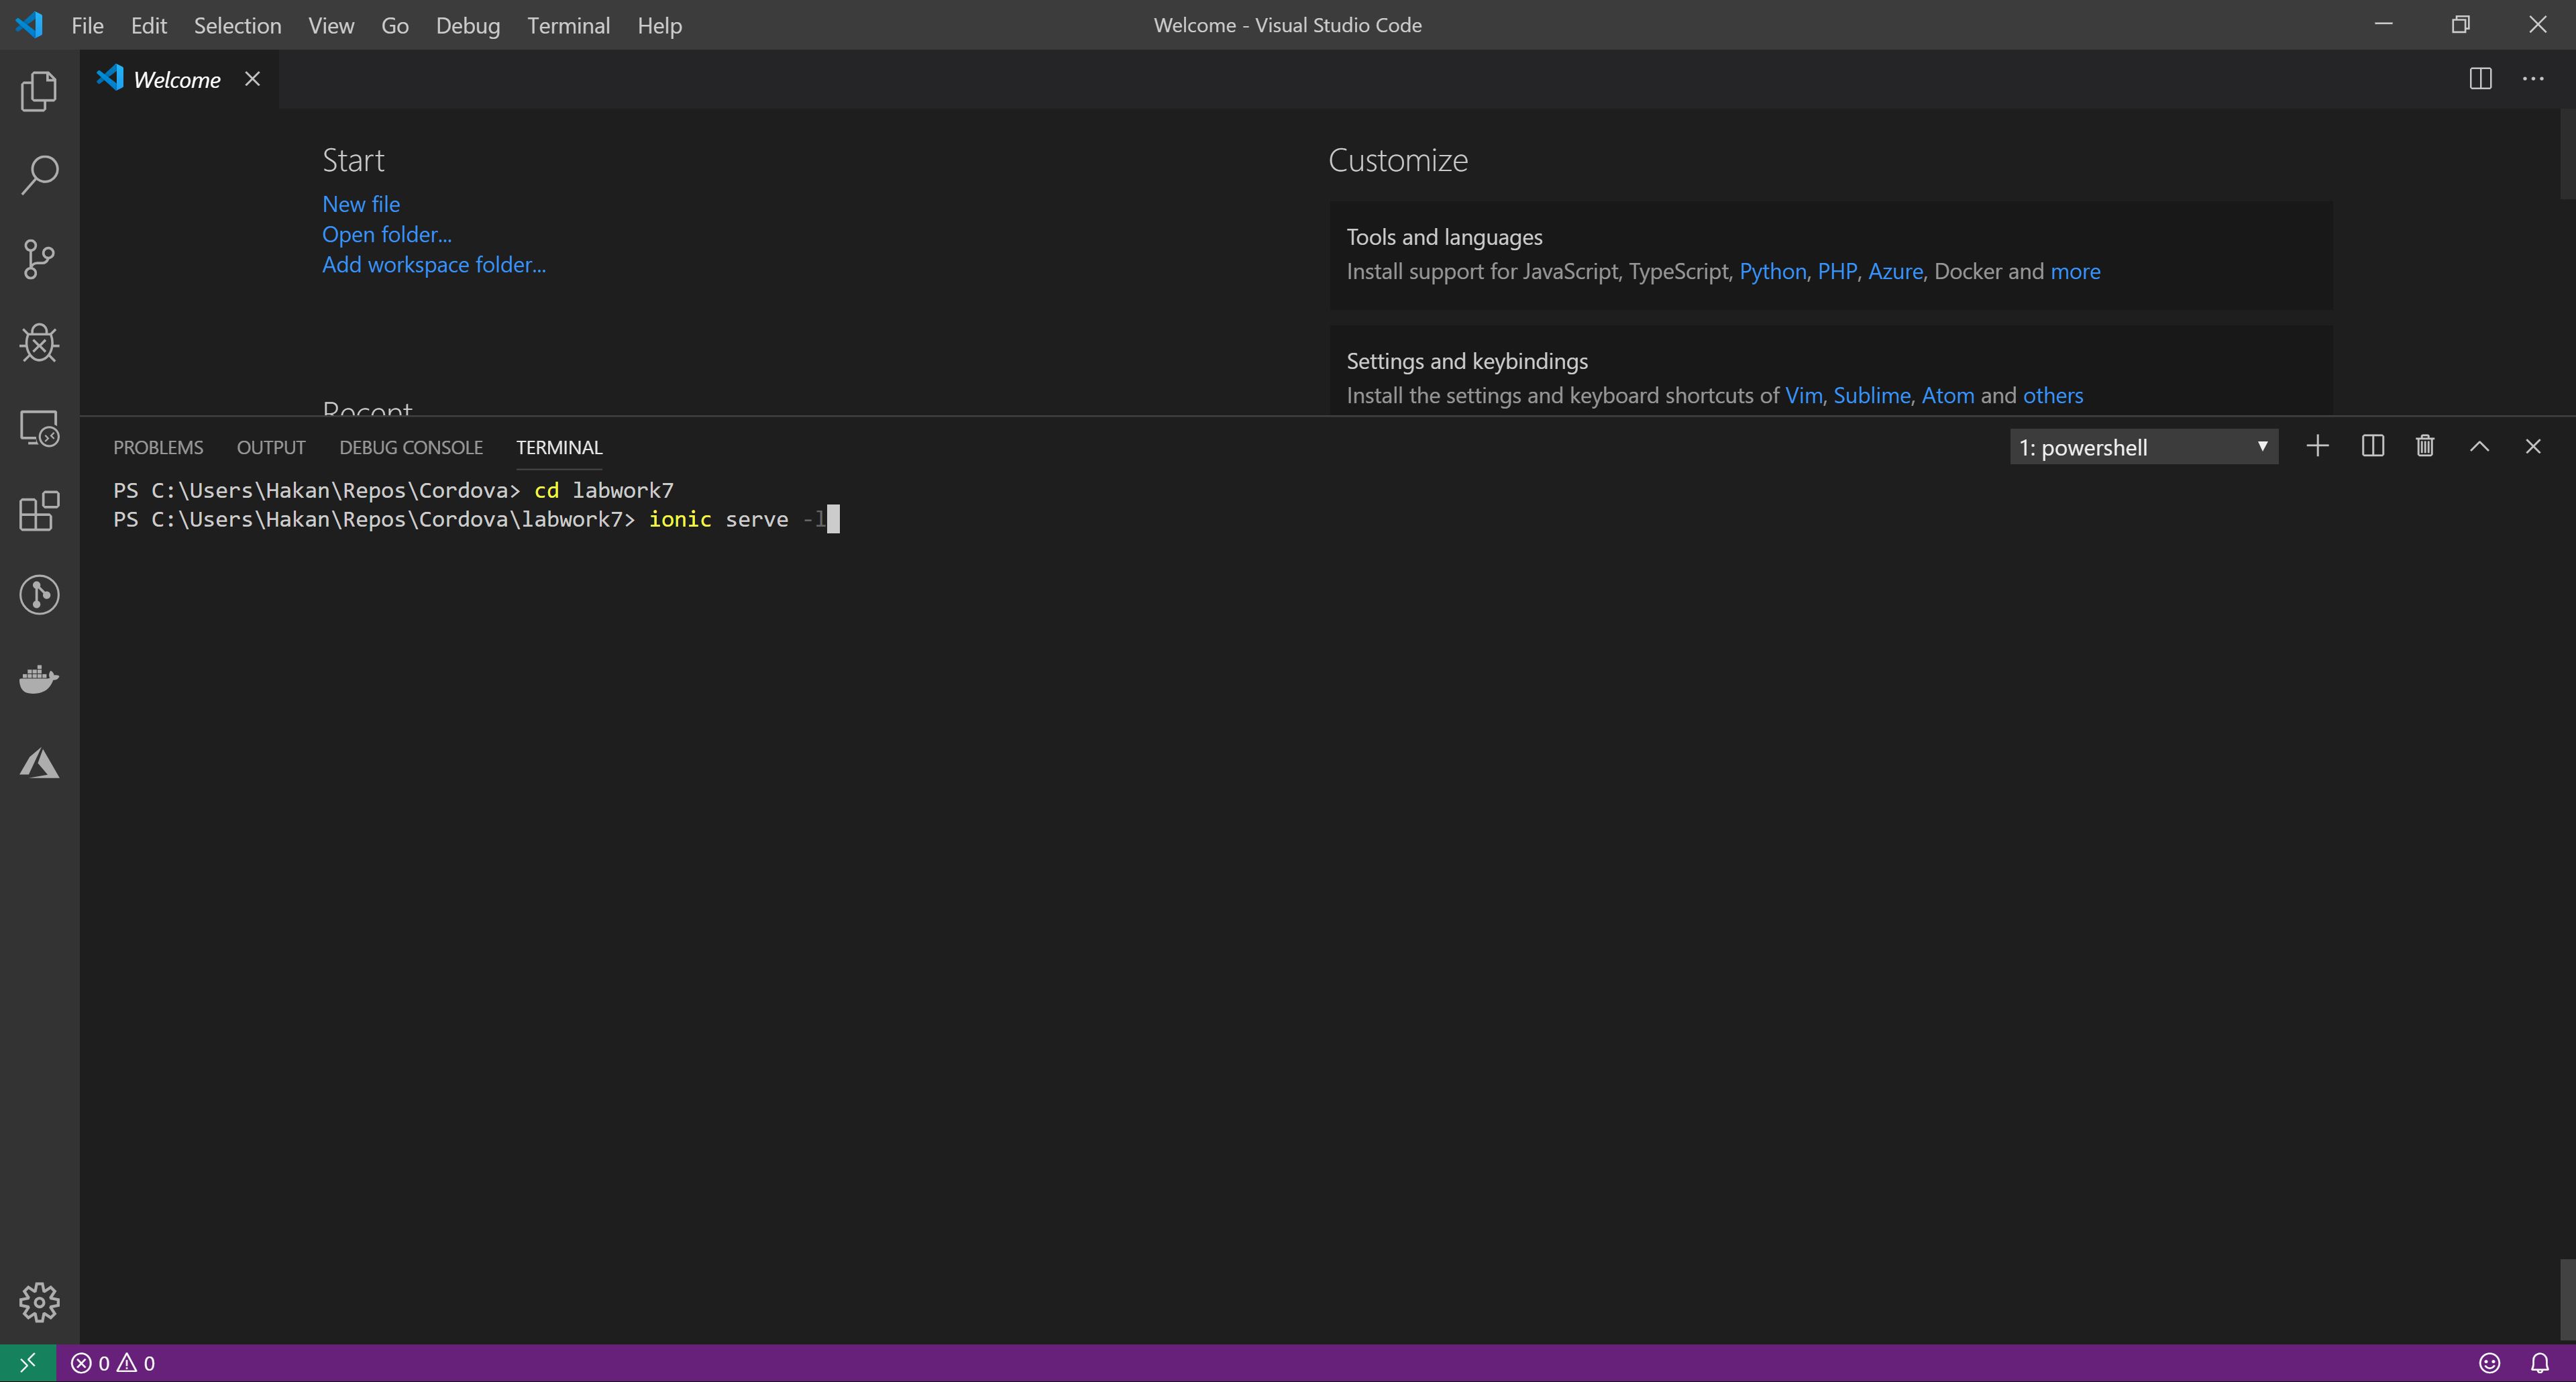 File Edit Selection View Go Debug Terminal Help
Welcome - Visual Studio Code
Welcome
Start
New file
Open folder...
Add workspace folder...
Recent
Customize
Tools and languages
Install support for JavaScript, TypeScript, Python, PHP, Azure, Docker and more
Settings and keybindings
Install the settings and keyboard shortcuts of Vim, Sublime, Atom and others
PROBLEMS OUTPUT DEBUG CONSOLE TERMINAL
1: powershell
PS C:\Users\Hakan\Repos\Cordova> cd labwork7
PS C:\Users\Hakan\Repos\Cordova\labwork7> ionic serve -l
0 0